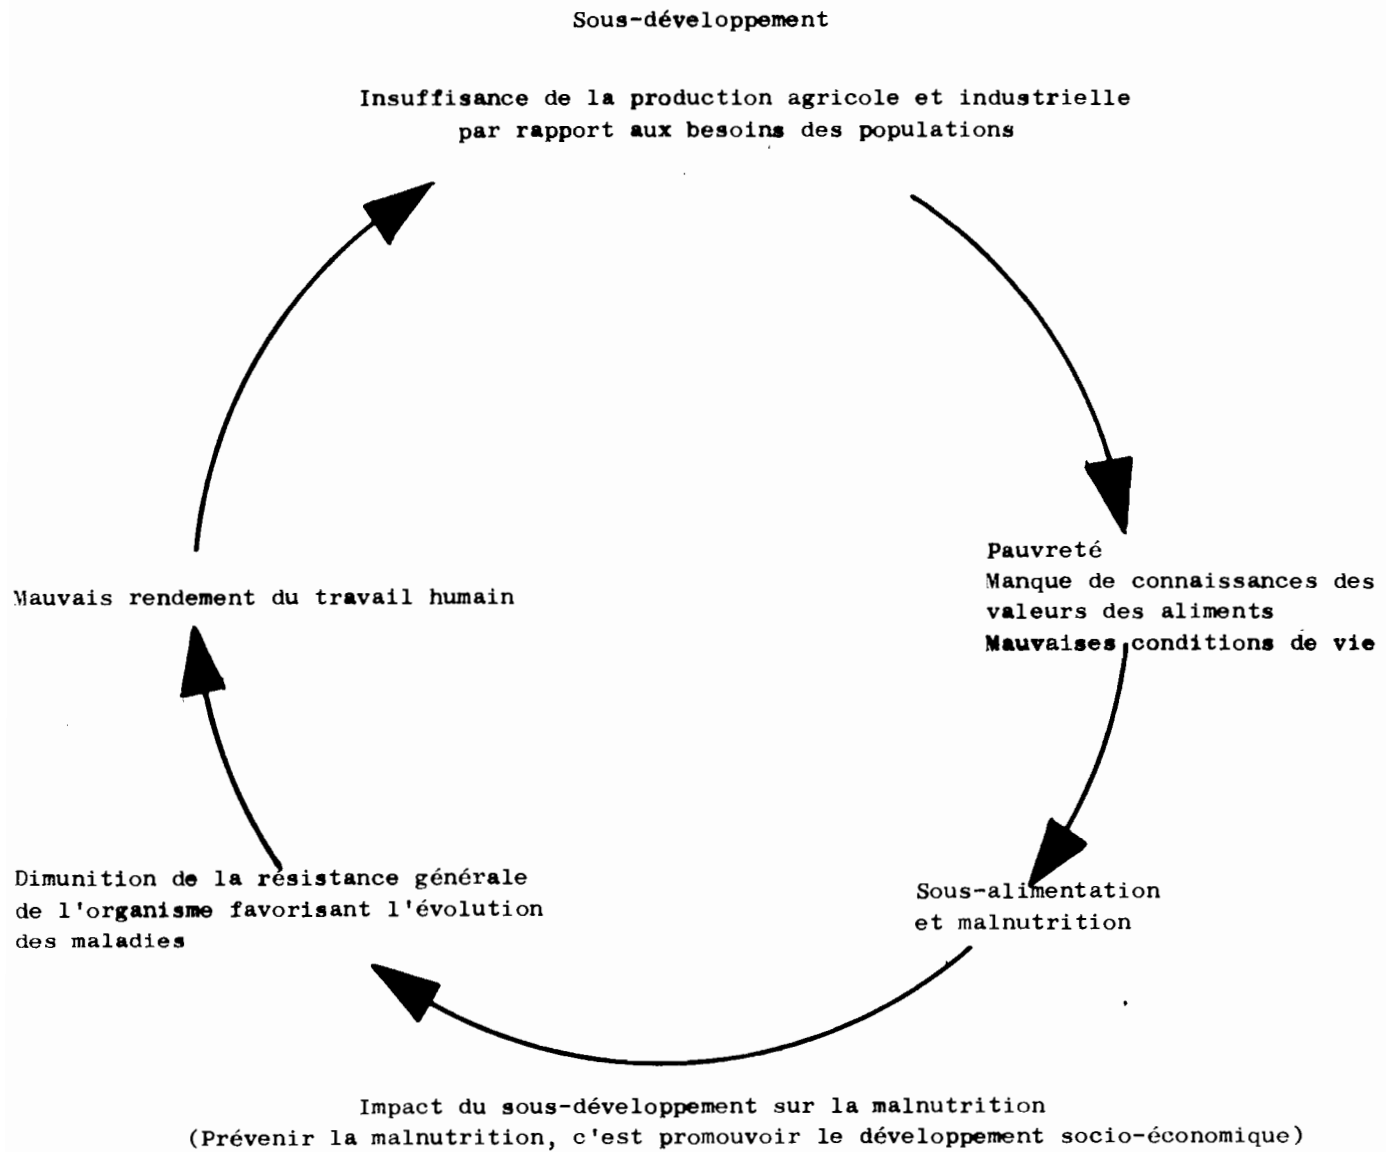 Sous-développement
Insuffisance de la production agricole et industrielle
par rapport aux besoins des populations
Pauvreté
Manque de connaissances des
valeurs des aliments
Mauvaises conditions de vie
Mauvais rendement du travail humain
Sous-alimentation
et malnutrition
Dimunition de la résistance générale
de l'organisme favorisant l'évolution
des maladies
Impact du sous-développement sur la malnutrition
(Prévenir la malnutrition, c'est promouvoir le développement socio-économique)